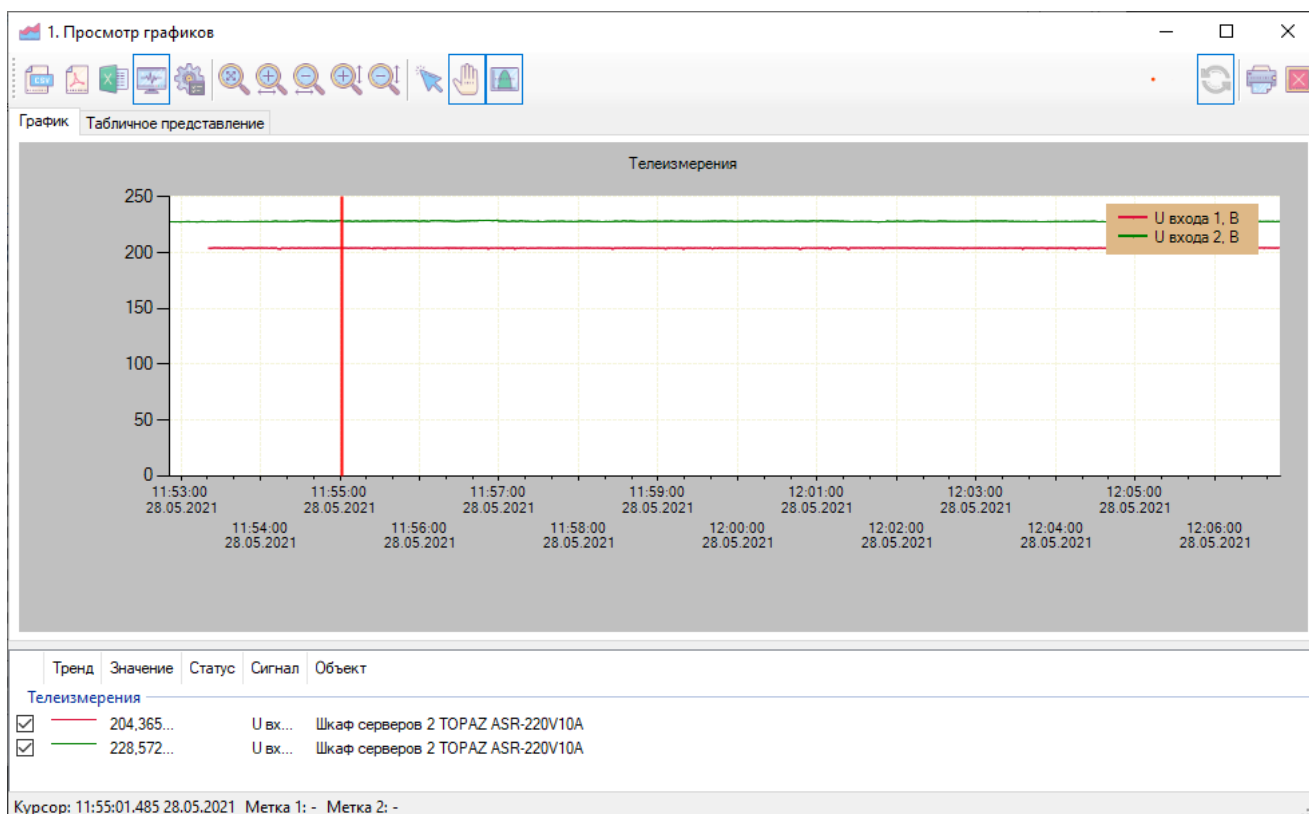 1. Просмотр графиков
CSV
График Табличное представление
Телеизмерения
250
200
150
100
50
0
U входа 1, В
U входа 2, В
11:53:00 11:55:00 11:57:00 11:59:00 12:01:00 12:03:00 12:05:00
28.05.2021 28.05.2021 28.05.2021 28.05.2021 28.05.2021 28.05.2021 28.05.2021
11:54:00 11:56:00 11:58:00 12:00:00 12:02:00 12:04:00 12:06:00
28.05.2021 28.05.2021 28.05.2021 28.05.2021 28.05.2021 28.05.2021 28.05.2021
Тренд Значение Статус Сигнал Объект
Телеизмерения
204,365... U вх... Шкаф серверов 2 TOPAZ ASR-220V10A
228,572... U вх... Шкаф серверов 2 TOPAZ ASR-220V10A
Курсор: 11:55:01.485 28.05.2021 Метка 1: - Метка 2: -